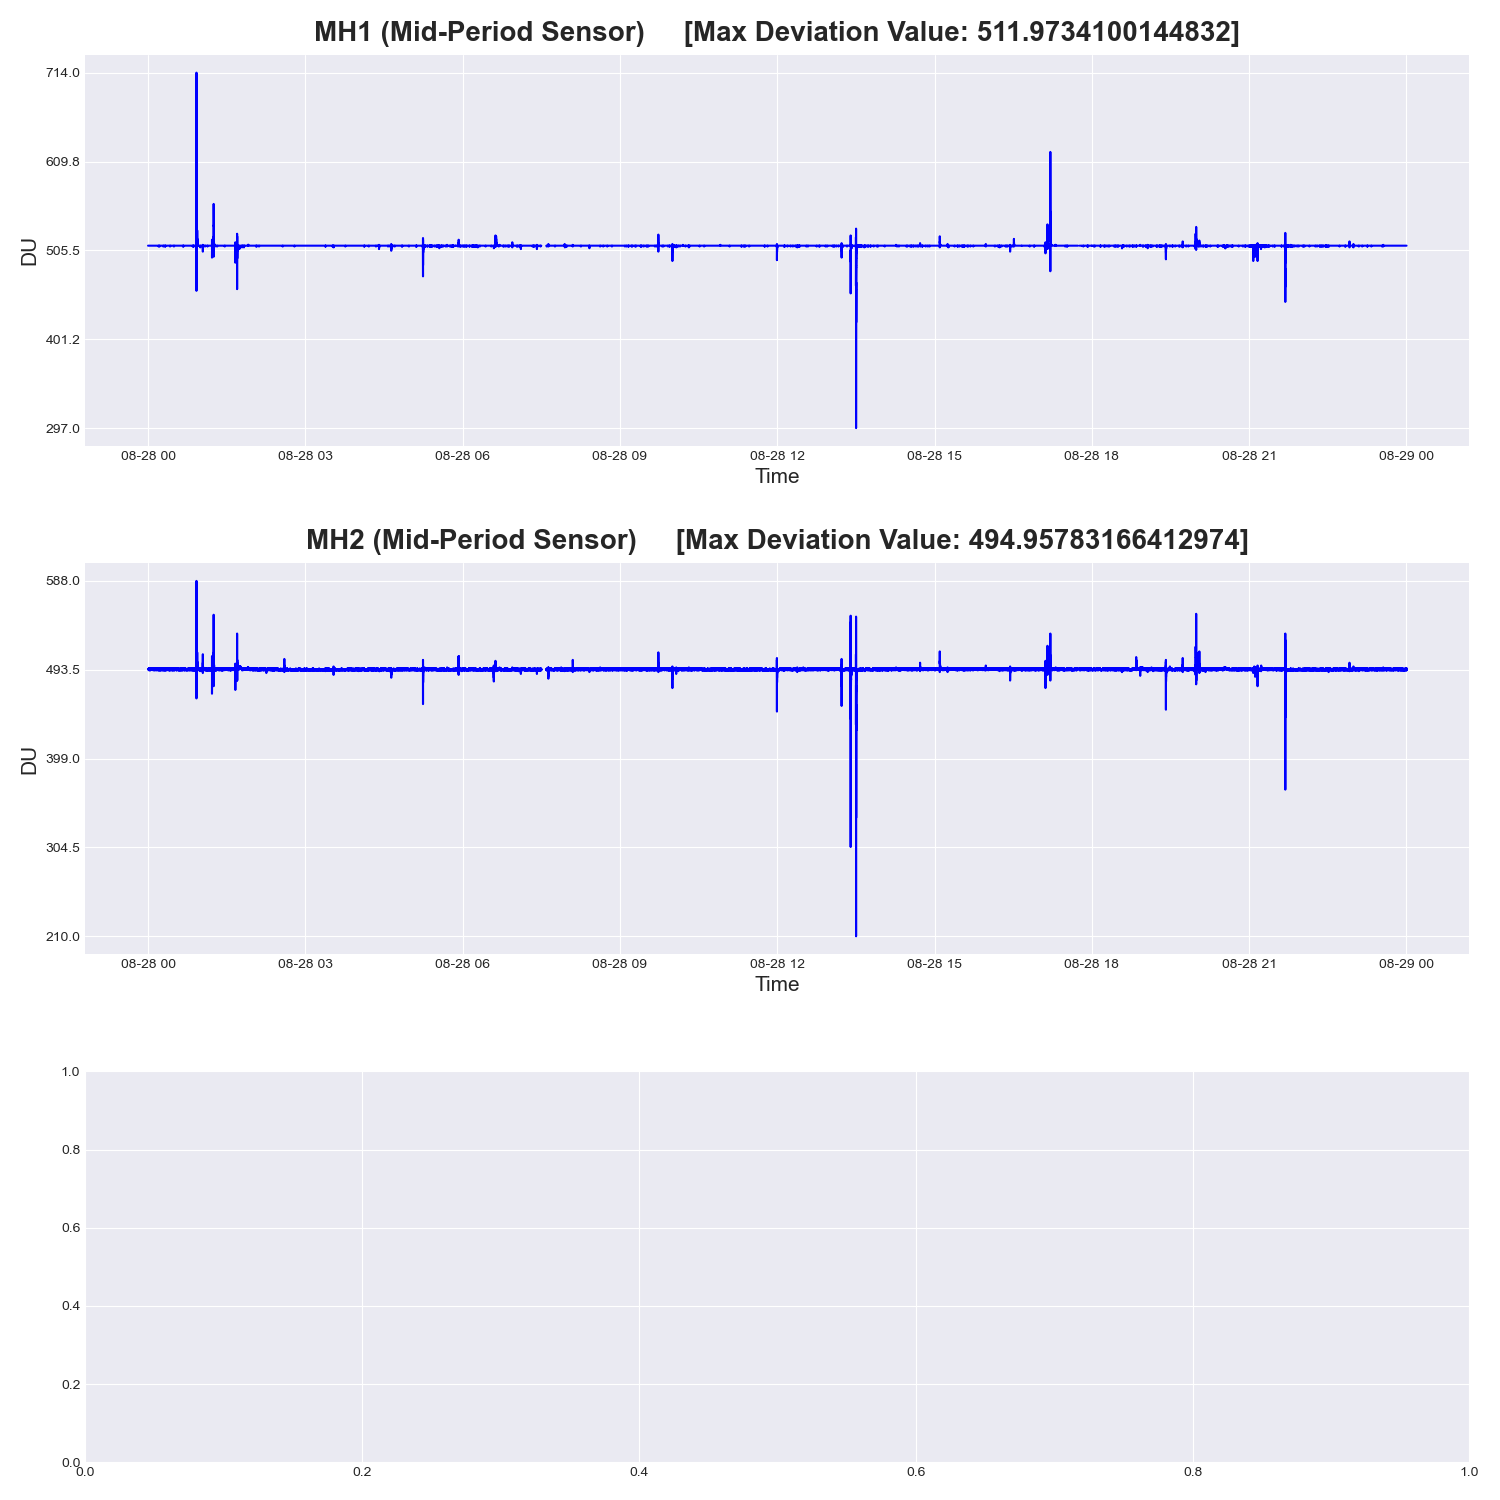 MH1 (Mid-Period Sensor) [Max Deviation Value: 511.9734100144832]
714.0
609.8
505.5
401.2
297.0
DU
08-28 00 08-28 03 08-28 06 08-28 09 08-28 12 08-28 15 08-28 18 08-28 21 08-29 00
Time
MH2 (Mid-Period Sensor) [Max Deviation Value: 494.95783166412974]
588.0
493.5
399.0
304.5
210.0
DU
08-28 00 08-28 03 08-28 06 08-28 09 08-28 12 08-28 15 08-28 18 08-28 21 08-29 00
Time
1.0
0.8
0.6
0.4
0.2
0.0
0.0 0.2 0.4 0.6 0.8 1.0